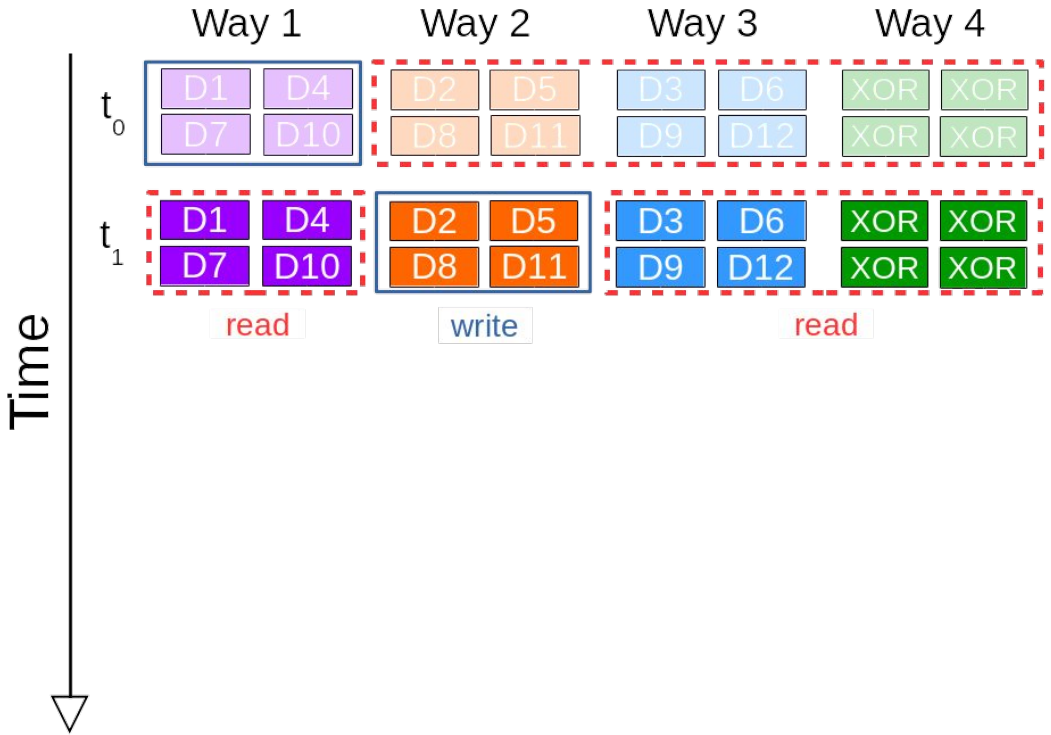 Way 1 Way 2 Way 3 Way 4
t0 D1 D4 D2 D5 D3 D6 XOR XOR
D7 D10 D8 D11 D9 D12 XOR XOR
t1 D1 D4 D2 D5 D3 D6 XOR XOR
D7 D10 D8 D11 D9 D12 XOR XOR
read write read
Time